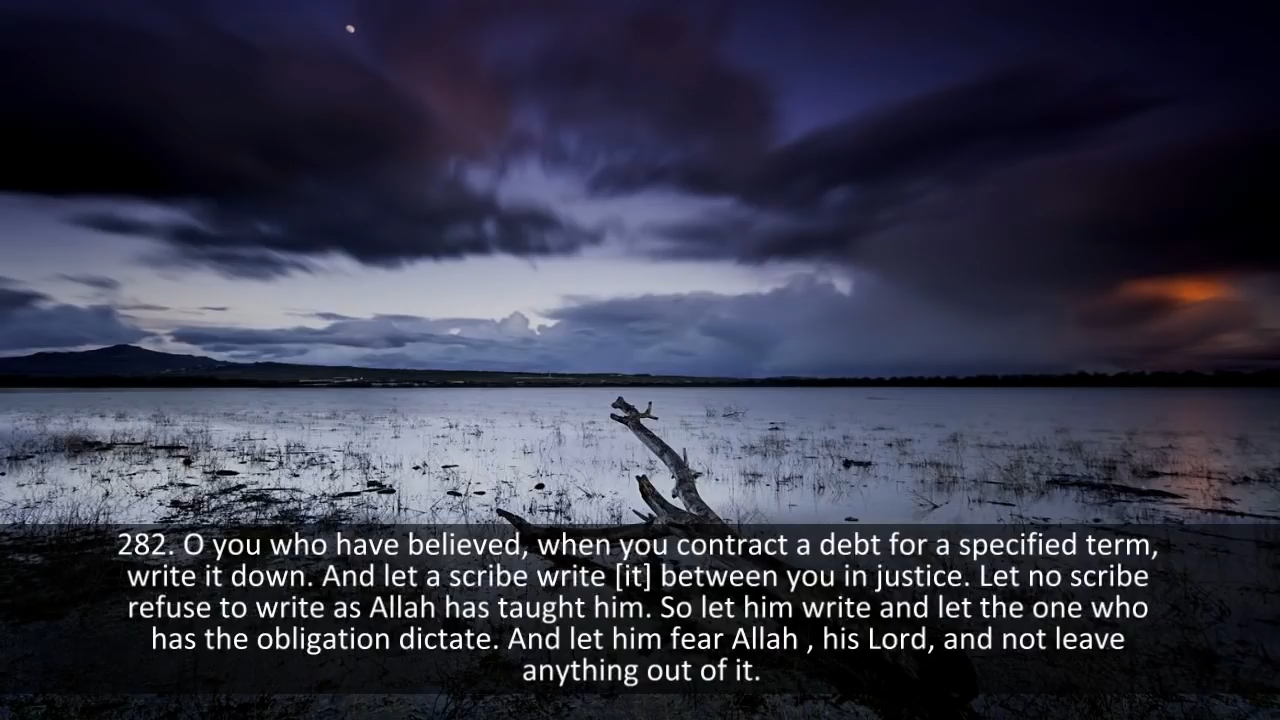 282. O you who have believed, when you contract a debt for a specified term,
write it down. And let a scribe write [it] between you in justice. Let no scribe
refuse to write as Allah has taught him. So let him write and let the one who
has the obligation dictate. And let him fear Allah , his Lord, and not leave
anything out of it.